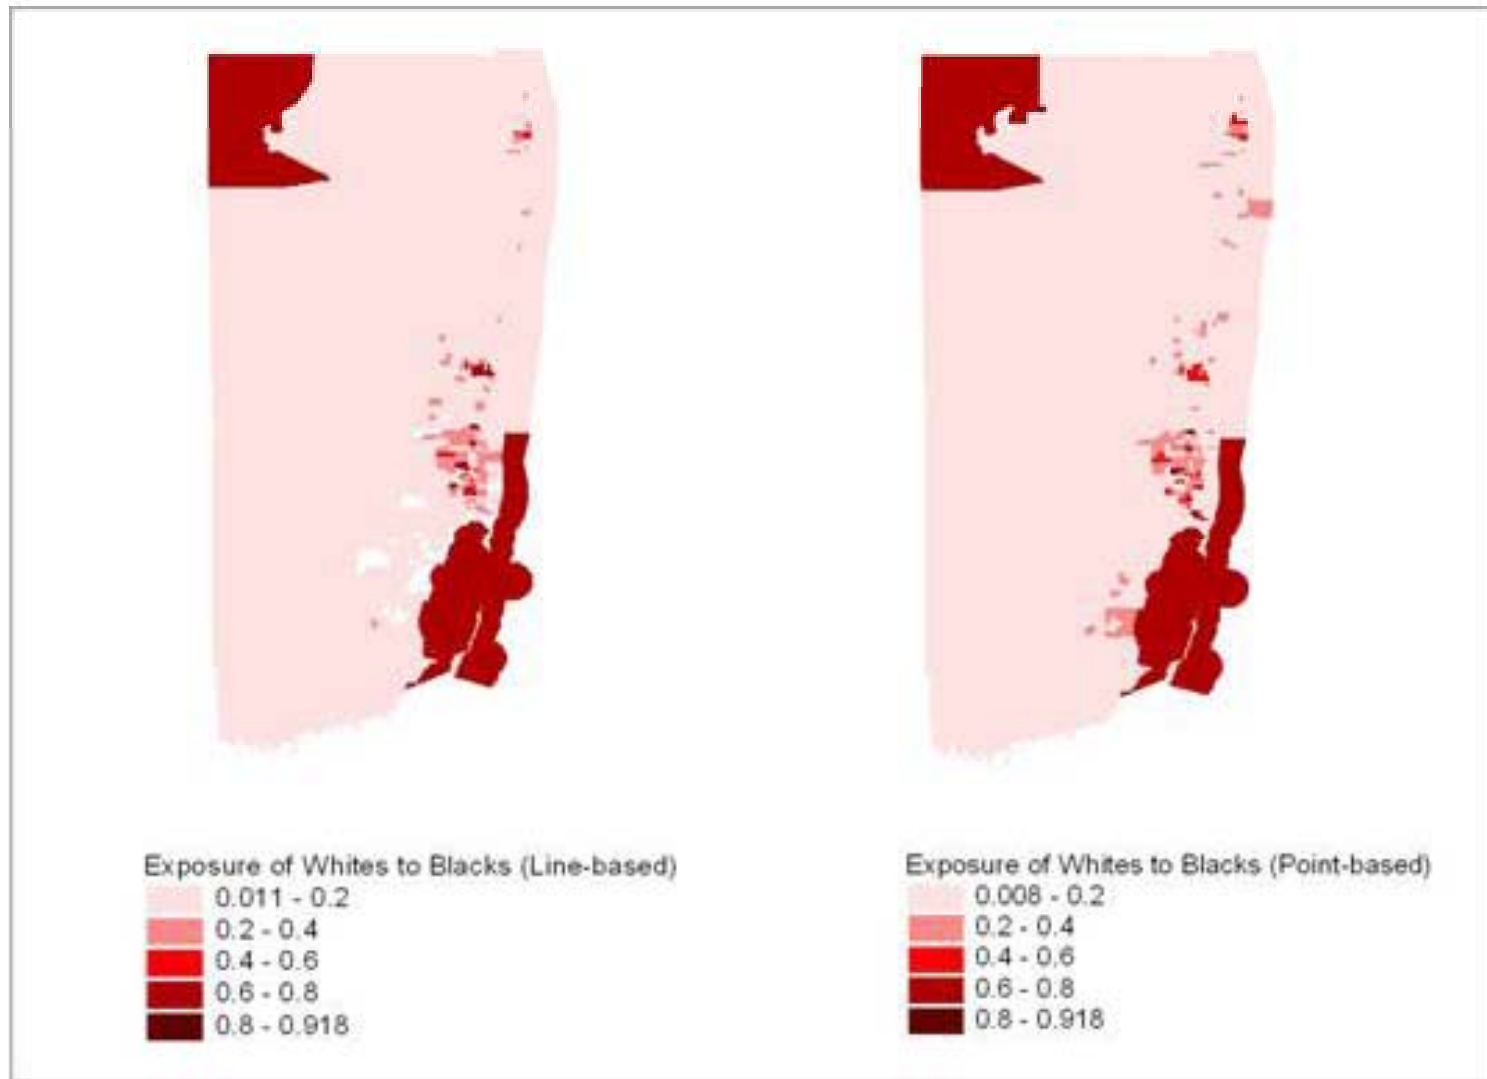 Exposure of Whites to Blacks (Line-based)
0.011 - 0.2
0.2 - 0.4
0.4 - 0.6
0.6 - 0.8
0.8 - 0.918
Exposure of Whites to Blacks (Point-based)
0.008 - 0.2
0.2 - 0.4
0.4 - 0.6
0.6 - 0.8
0.8 - 0.918